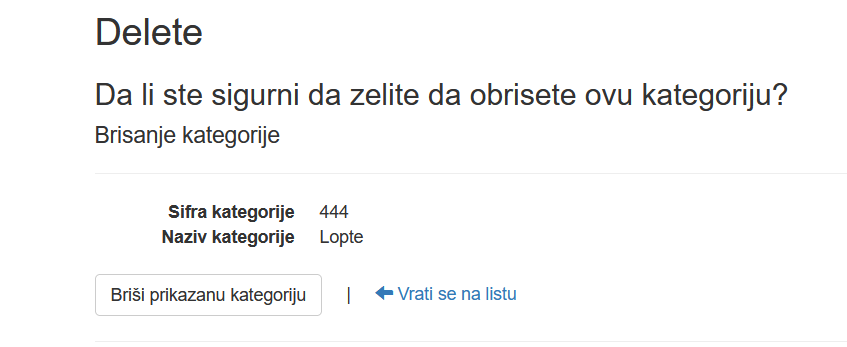 Delete
Da li ste sigurni da zelite da obrisete ovu kategoriju?
Brisanje kategorije
Sifra kategorije 444
Naziv kategorije Lopte
Briši prikazanu kategoriju | Vrati se na listu